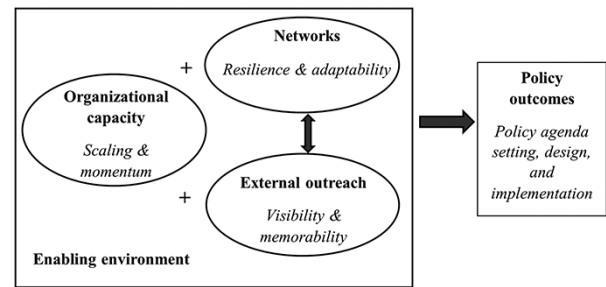 Networks
Resilience & adaptability
+
Organizational
capacity
Scaling &
momentum
+
External outreach
Visibility &
memorability
Enabling environment
Policy
outcomes
Policy agenda
setting, design,
and
implementation